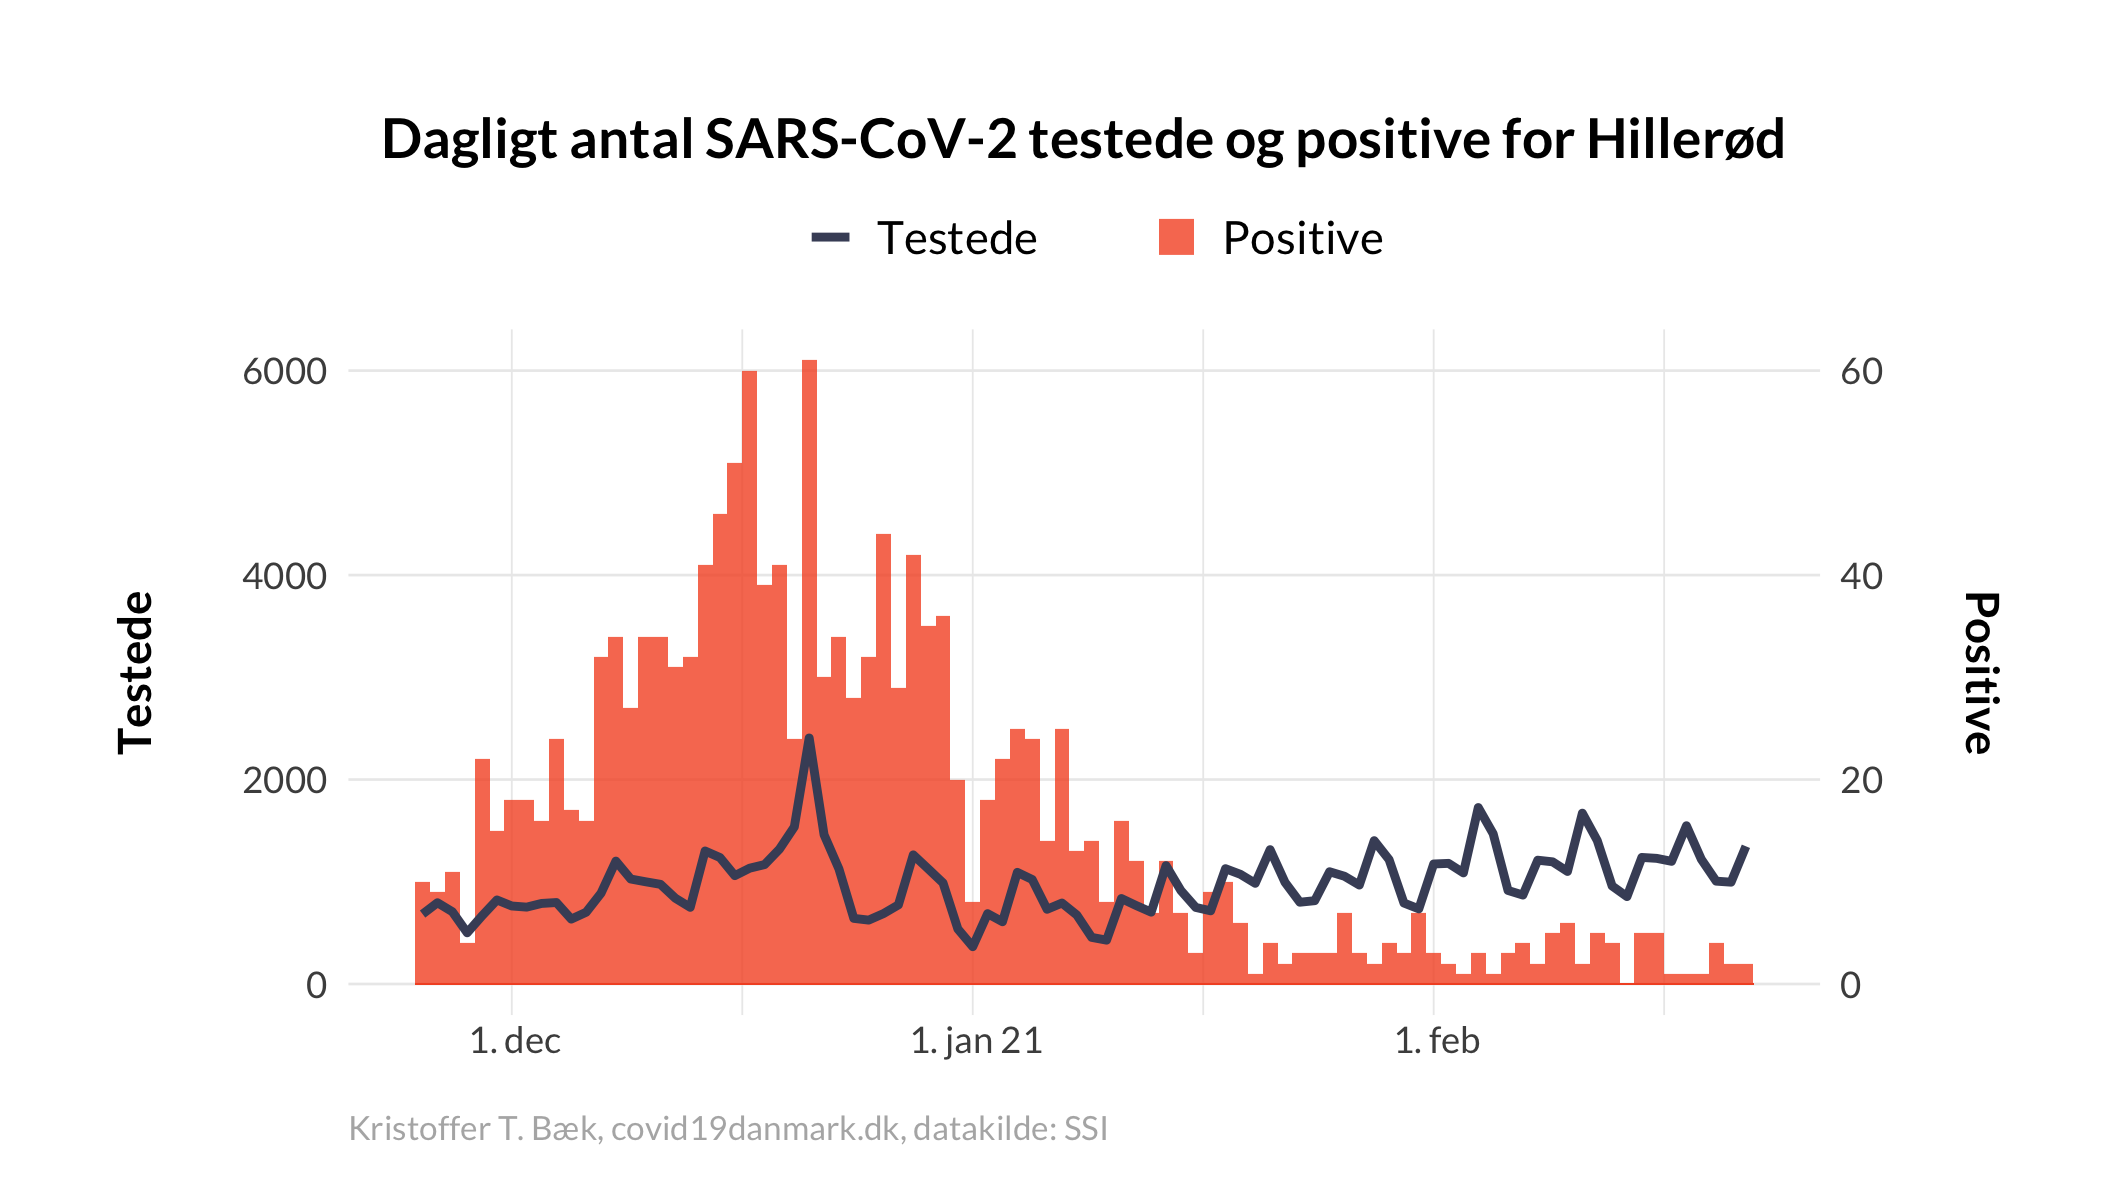 Dagligt antal SARS-CoV-2 testede og positive for Hillerød
Testede
Positive
6000
4000
2000
0
60
40
20
0
Testede
Positive
1. dec
1. jan 21
1. feb
Kristoffer T. Bæk, covid19danmark.dk, datakilde: SSI